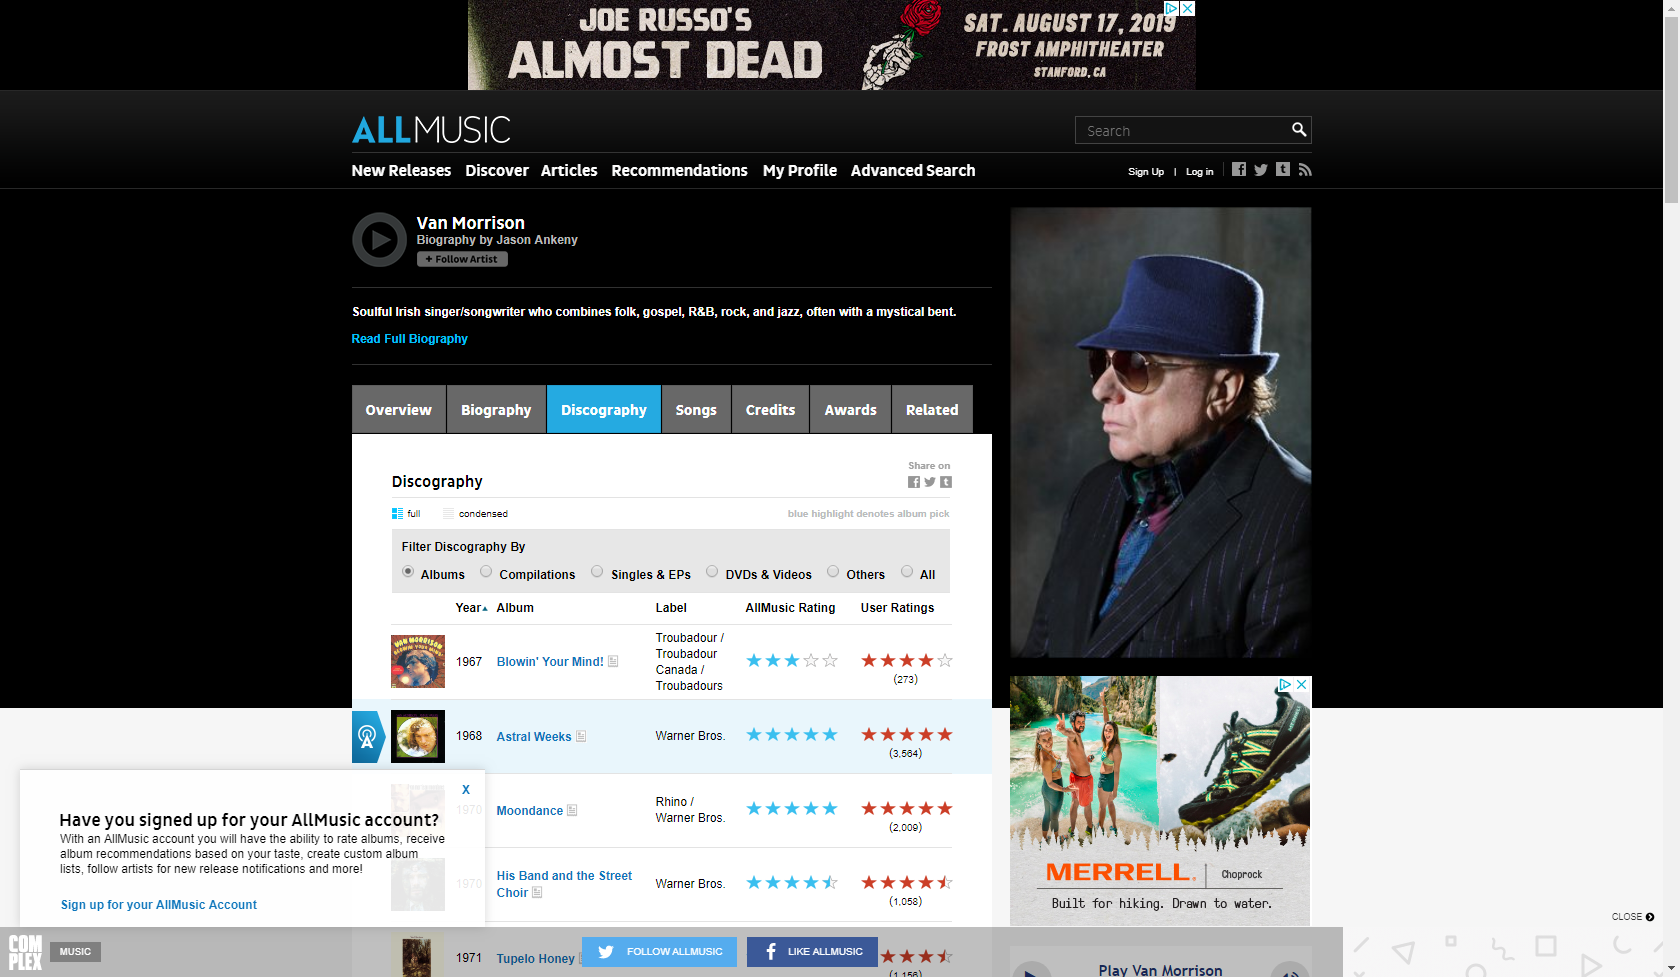 JOE RUSSO'S
ALMOST DEAD
SAT. AUGUST 17, 2019
FROST AMPHITHEATER
STANFORD, CA
ALLMUSIC
Search
New Releases Discover Articles Recommendations My Profile Advanced Search
Sign Up | Log in
Van Morrison
Biography by Jason Ankeny
+ Follow Artist
Soulful Irish singer/songwriter who combines folk, gospel, R&B, rock, and jazz, often with a mystical bent.
Read Full Biography
Overview Biography Discography Songs Credits Awards Related
Share on
Discography
full condensed blue highlight denotes album pick
Filter Discography By
Albums Compilations Singles & EPs DVDs & Videos Others All
Year Album Label AllMusic Rating User Ratings
VAN MORRISON
BLOWIN' YOUR MIND!
1967 Blowin' Your Mind! Troubadour / Troubadour Canada / Troubadours
(273)
1968 Astral Weeks Warner Bros.
(3,564)
1970 Moondance Rhino / Warner Bros.
(2,009)
1970 His Band and the Street Choir Warner Bros.
(1,058)
1971 Tupelo Honey
(1,156)
X
Have you signed up for your AllMusic account?
With an AllMusic account you will have the ability to rate albums, receive
album recommendations based on your taste, create custom album
lists, follow artists for new release notifications and more!
Sign up for your AllMusic Account
MERRELL
Choprock
Built for hiking. Drawn to water.
CLOSE
COMPLEX
MUSIC
FOLLOW ALLMUSIC
LIKE ALLMUSIC
Play Van Morrison